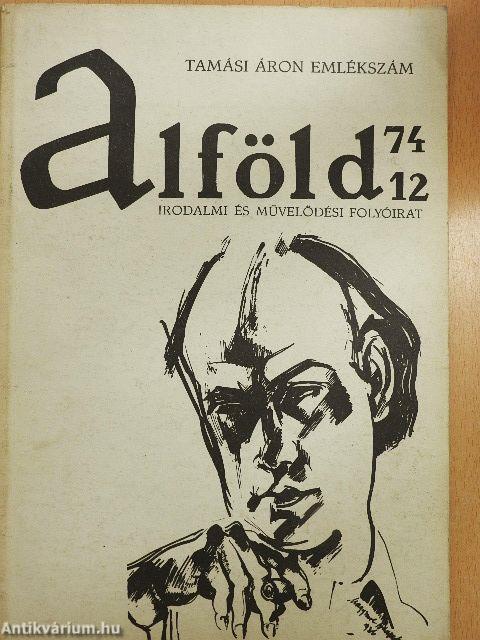 TAMÁSI ÁRON EMLÉKSZÁM
alföld 74
12
IRODALMI ÉS MŰVELŐDÉSI FOLYÓIRAT
Antikvárium.hu